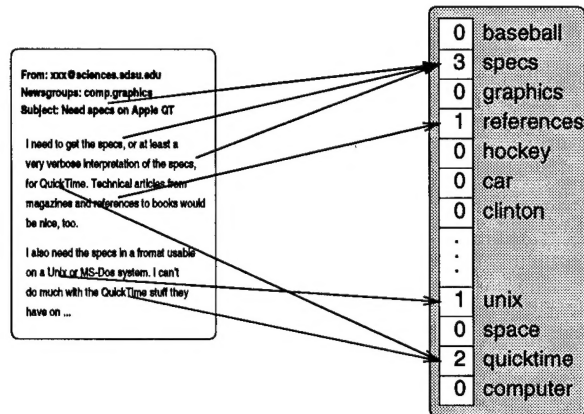 From: xxx@sciences.sdsu.edu
Newsgroups: comp.graphics
Subject: Need specs on Apple QT
I need to get the specs, or at least a
very verbose interpretation of the specs,
for QuickTime. Technical articles from
magazines and references to books would
be nice, too.
I also need the specs in a fromat usable
on a Unix or MS-Dos system. I can't
do much with the QuickTime stuff they
have on ...
0 baseball
3 specs
0 graphics
1 references
0 hockey
0 car
0 clinton
.
.
.
1 unix
0 space
2 quicktime
0 computer